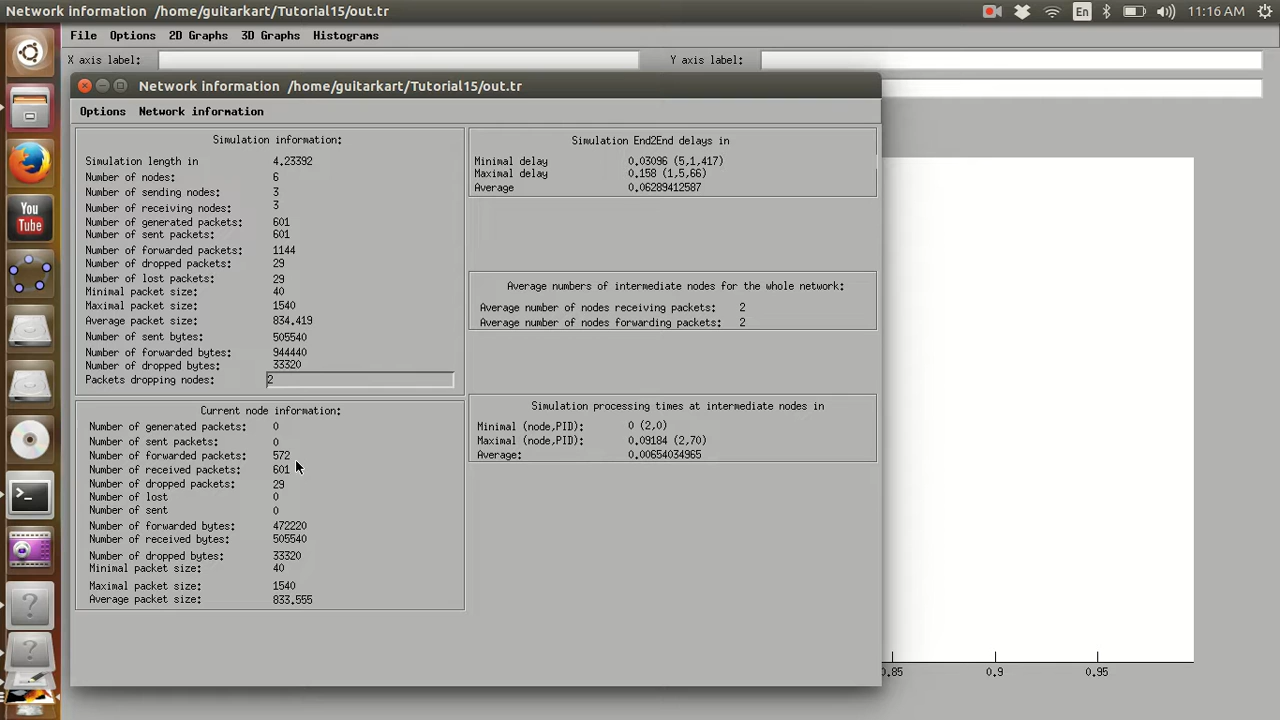 Network information /home/guitarkart/Tutorial15/out.tr
En
11:16 AM
File Options 2D Graphs 3D Graphs Histograms
X axis label:
Y axis label:
Network information /home/guitarkart/Tutorial15/out.tr
Options Network information
Simulation information:
Simulation length in 4.23392
Number of nodes: 6
Number of sending nodes: 3
Number of receiving nodes: 3
Number of generated packets: 601
Number of sent packets: 601
Number of forwarded packets: 1144
Number of dropped packets: 29
Number of lost packets: 29
Minimal packet size: 40
Maximal packet size: 1540
Average packet size: 834.419
Number of sent bytes: 505540
Number of forwarded bytes: 944440
Number of dropped bytes: 33320
Packets dropping nodes: 2
Current node information:
Number of generated packets: 0
Number of sent packets: 0
Number of forwarded packets: 572
Number of received packets: 601
Number of dropped packets: 29
Number of lost 0
Number of sent 0
Number of forwarded bytes: 472220
Number of received bytes: 505540
Number of dropped bytes: 33320
Minimal packet size: 40
Maximal packet size: 1540
Average packet size: 833.555
Simulation End2End delays in
Minimal delay 0.03096 (5,1,417)
Maximal delay 0.158 (1,5,66)
Average 0.06289412587
Average numbers of intermediate nodes for the whole network:
Average number of nodes receiving packets: 2
Average number of nodes forwarding packets: 2
Simulation processing times at intermediate nodes in
Minimal (node,PID): 0 (2,0)
Maximal (node,PID): 0.09184 (2,70)
Average: 0.00654034965
0.85 0.9 0.95
You
Tube
>_
?
?